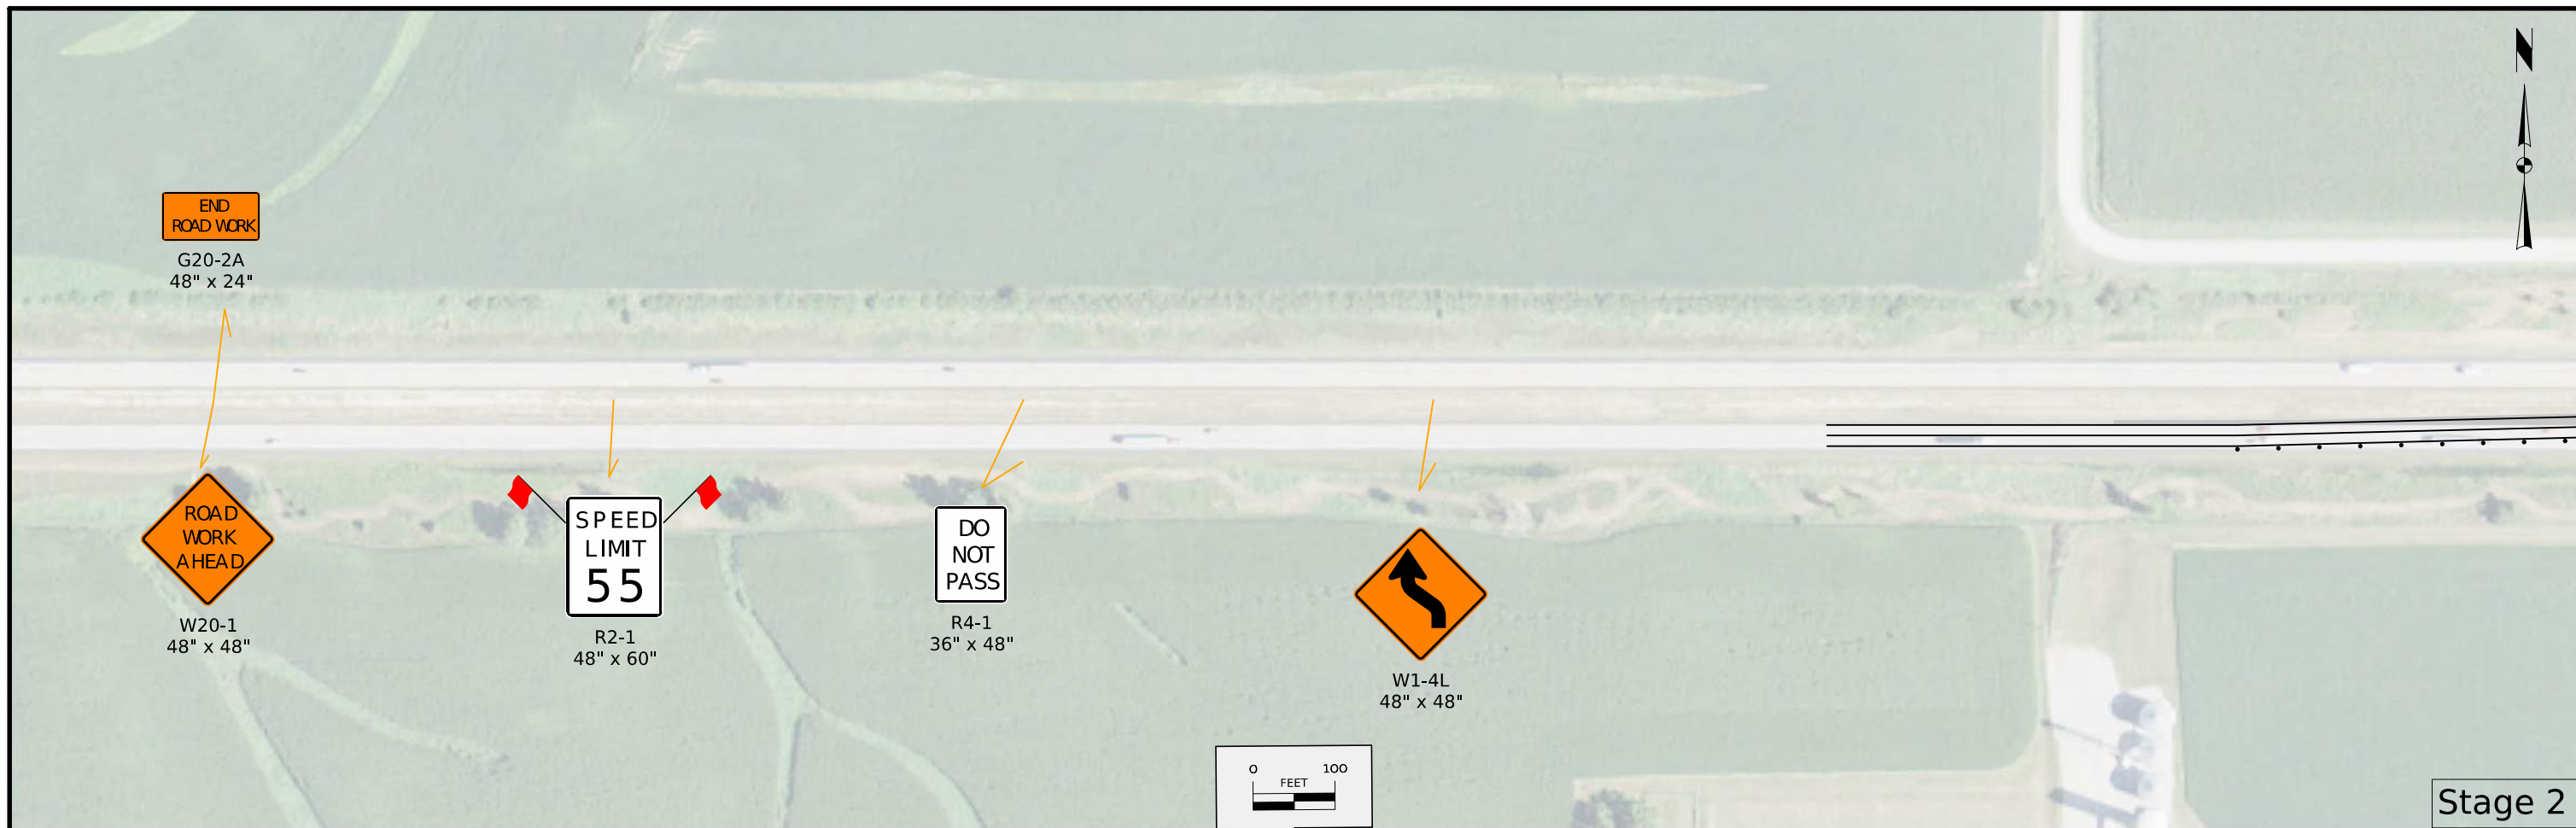 N
END
ROAD WORK
G20-2A
48" x 24"
ROAD
WORK
AHEAD
W20-1
48" x 48"
SPEED
LIMIT
55
R2-1
48" x 60"
DO
NOT
PASS
R4-1
36" x 48"
W1-4L
48" x 48"
0 100
FEET
Stage 2